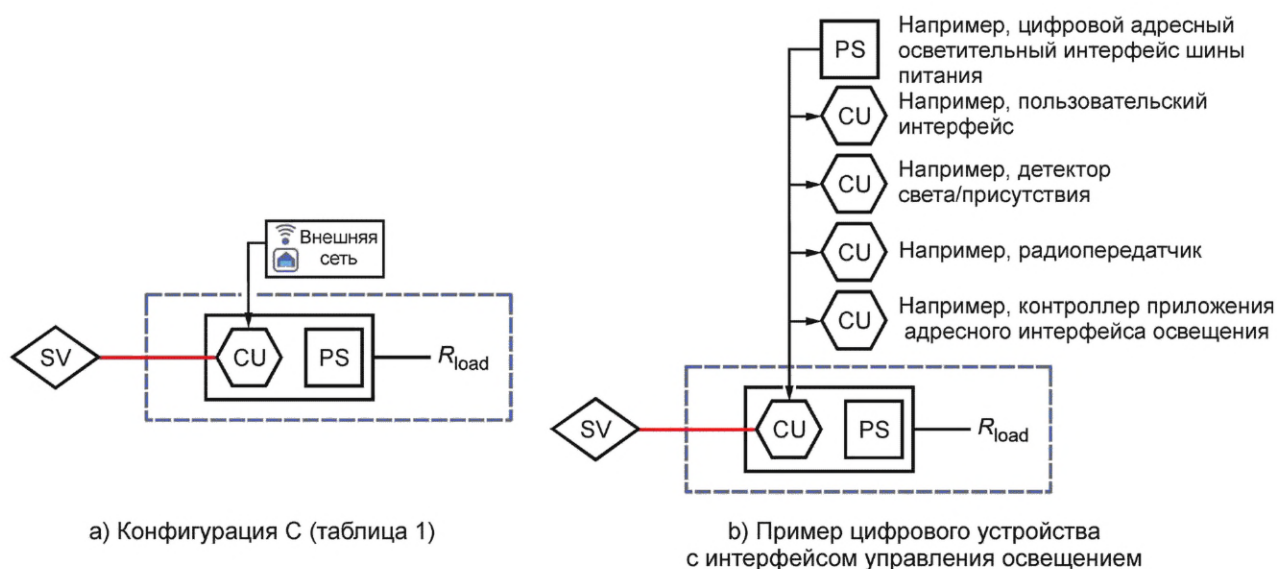 Внешняя
сеть
SV
CU
PS
Rload
a) Конфигурация С (таблица 1)
PS
Например, цифровой адресный
осветительный интерфейс шины
питания
CU
Например, пользовательский
интерфейс
CU
Например, детектор
света/присутствия
CU
Например, радиопередатчик
CU
Например, контроллер приложения
адресного интерфейса освещения
SV
CU
PS
Rload
b) Пример цифрового устройства
с интерфейсом управления освещением